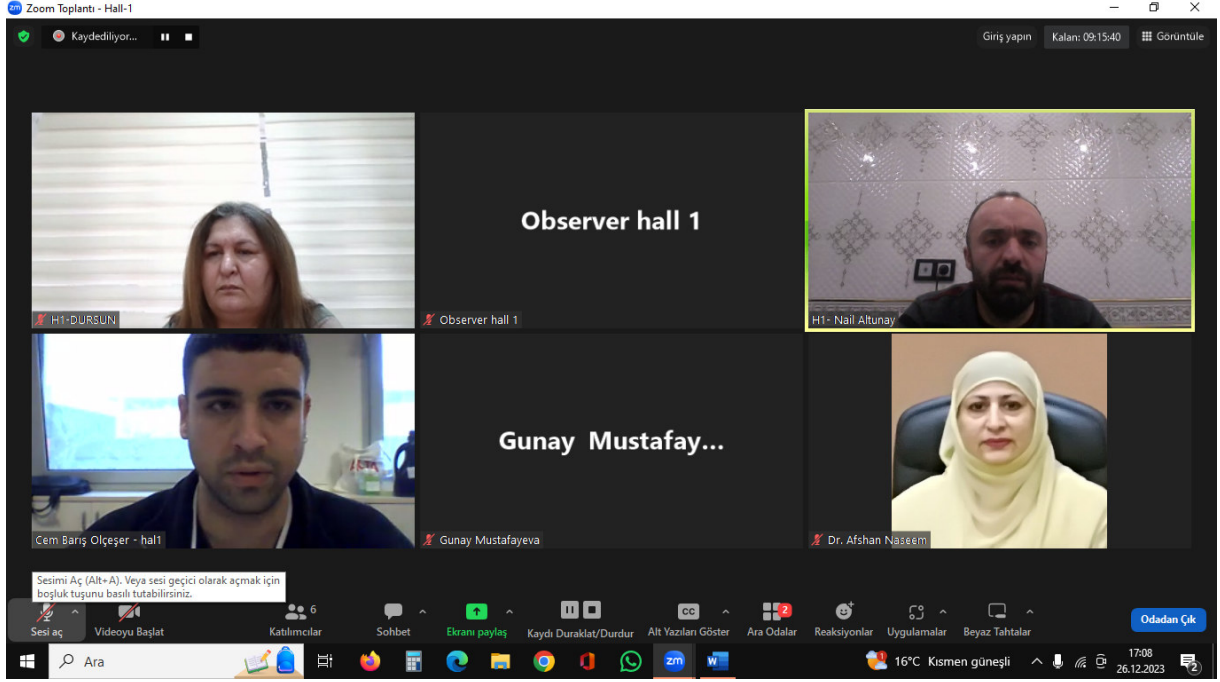 Zoom Toplantı - Hall-1
Kaydediliyor...
Giriş yapın
Kalan: 09:15:40
Görüntüle
Observer hall 1
H1-DURSUN
Observer hall 1
H1- Nail Altunay
Gunay Mustafay...
Cem Barış Olçeşer - hal1
Gunay Mustafayeva
Dr. Afshan Naseem
Sesimi Aç (Alt+A). Veya sesi geçici olarak açmak için
boşluk tuşunu basılı tutabilirsiniz.
6
CC
2
Sesi aç
Videoyu Başlat
Katılımcılar
Sohbet
Ekranı paylaş
Kaydı Duraklat/Durdur
Alt Yazıları Göster
Ara Odalar
Reaksiyonlar
Uygulamalar
Beyaz Tahtalar
Odadan Çık
Ara
zm
W
16°C Kısmen güneşli
17:08
26.12.2023
2